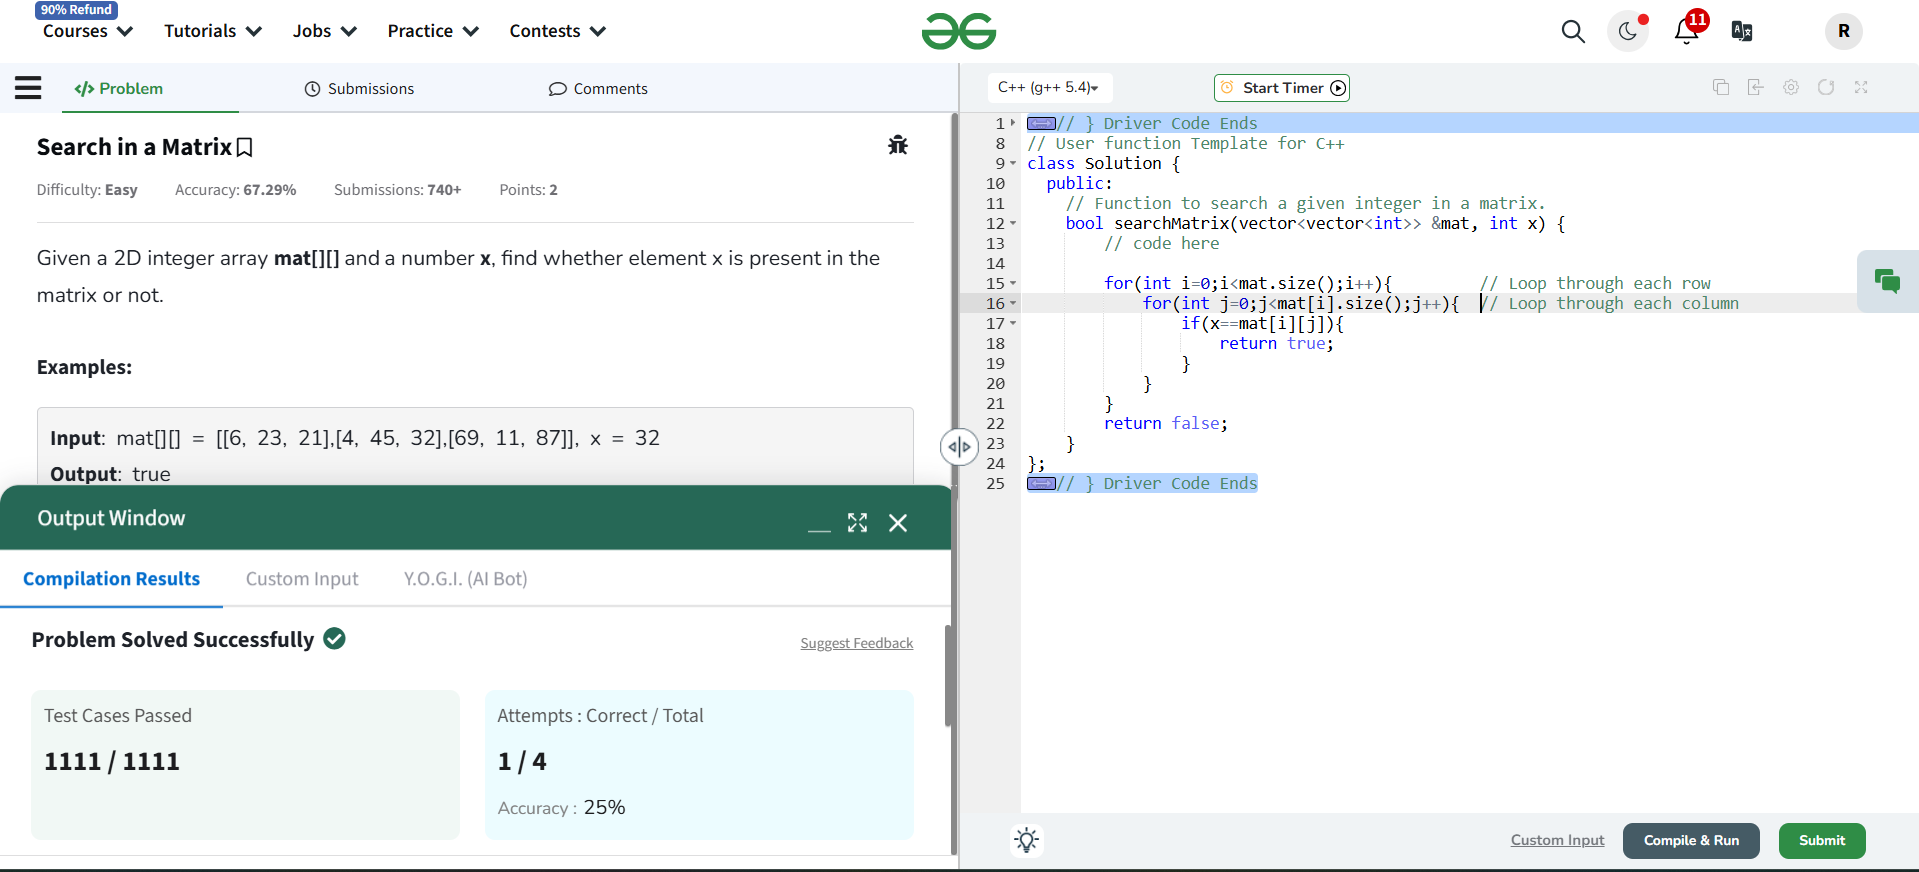 90% Refund
Courses Tutorials Jobs Practice Contests
11
R
</> Problem Submissions Comments
Search in a Matrix
Difficulty: Easy Accuracy: 67.29% Submissions: 740+ Points: 2
Given a 2D integer array mat[][] and a number x, find whether element x is present in the
matrix or not.
Examples:
Input: mat[][] = [[6, 23, 21],[4, 45, 32],[69, 11, 87]], x = 32
Output: true
Output Window
Compilation Results Custom Input Y.O.G.I. (AI Bot)
Problem Solved Successfully
Suggest Feedback
Test Cases Passed
1111 / 1111
Attempts : Correct / Total
1 / 4
Accuracy : 25%
C++ (g++ 5.4) Start Timer
1 // } Driver Code Ends
8 // User function Template for C++
9 class Solution {
10 public:
11 // Function to search a given integer in a matrix.
12 bool searchMatrix(vector<vector<int>> &mat, int x) {
13 // code here
14
15 for(int i=0;i<mat.size();i++){ // Loop through each row
16 for(int j=0;j<mat[i].size();j++){ // Loop through each column
17 if(x==mat[i][j]){
18 return true;
19 }
20 }
21 }
22 return false;
23 }
24 };
25 // } Driver Code Ends
Custom Input Compile & Run Submit